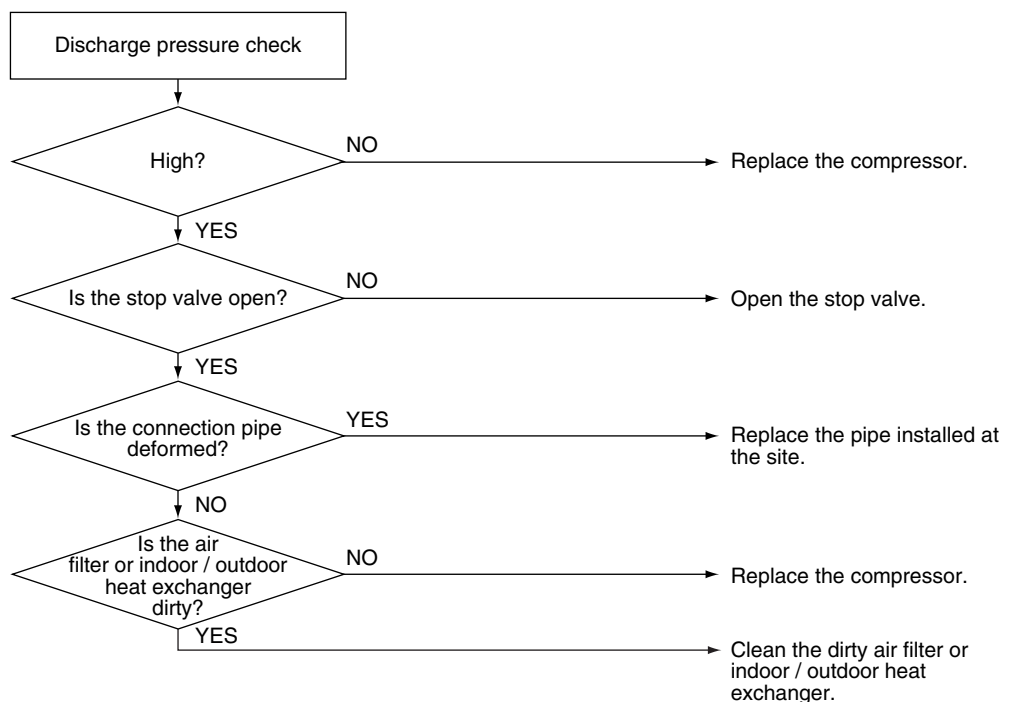 Discharge pressure check
High?
NO
Replace the compressor.
YES
Is the stop valve open?
NO
Open the stop valve.
YES
Is the connection pipe
deformed?
YES
Replace the pipe installed at
the site.
NO
Is the air
filter or indoor / outdoor
heat exchanger
dirty?
NO
Replace the compressor.
YES
Clean the dirty air filter or
indoor / outdoor heat
exchanger.